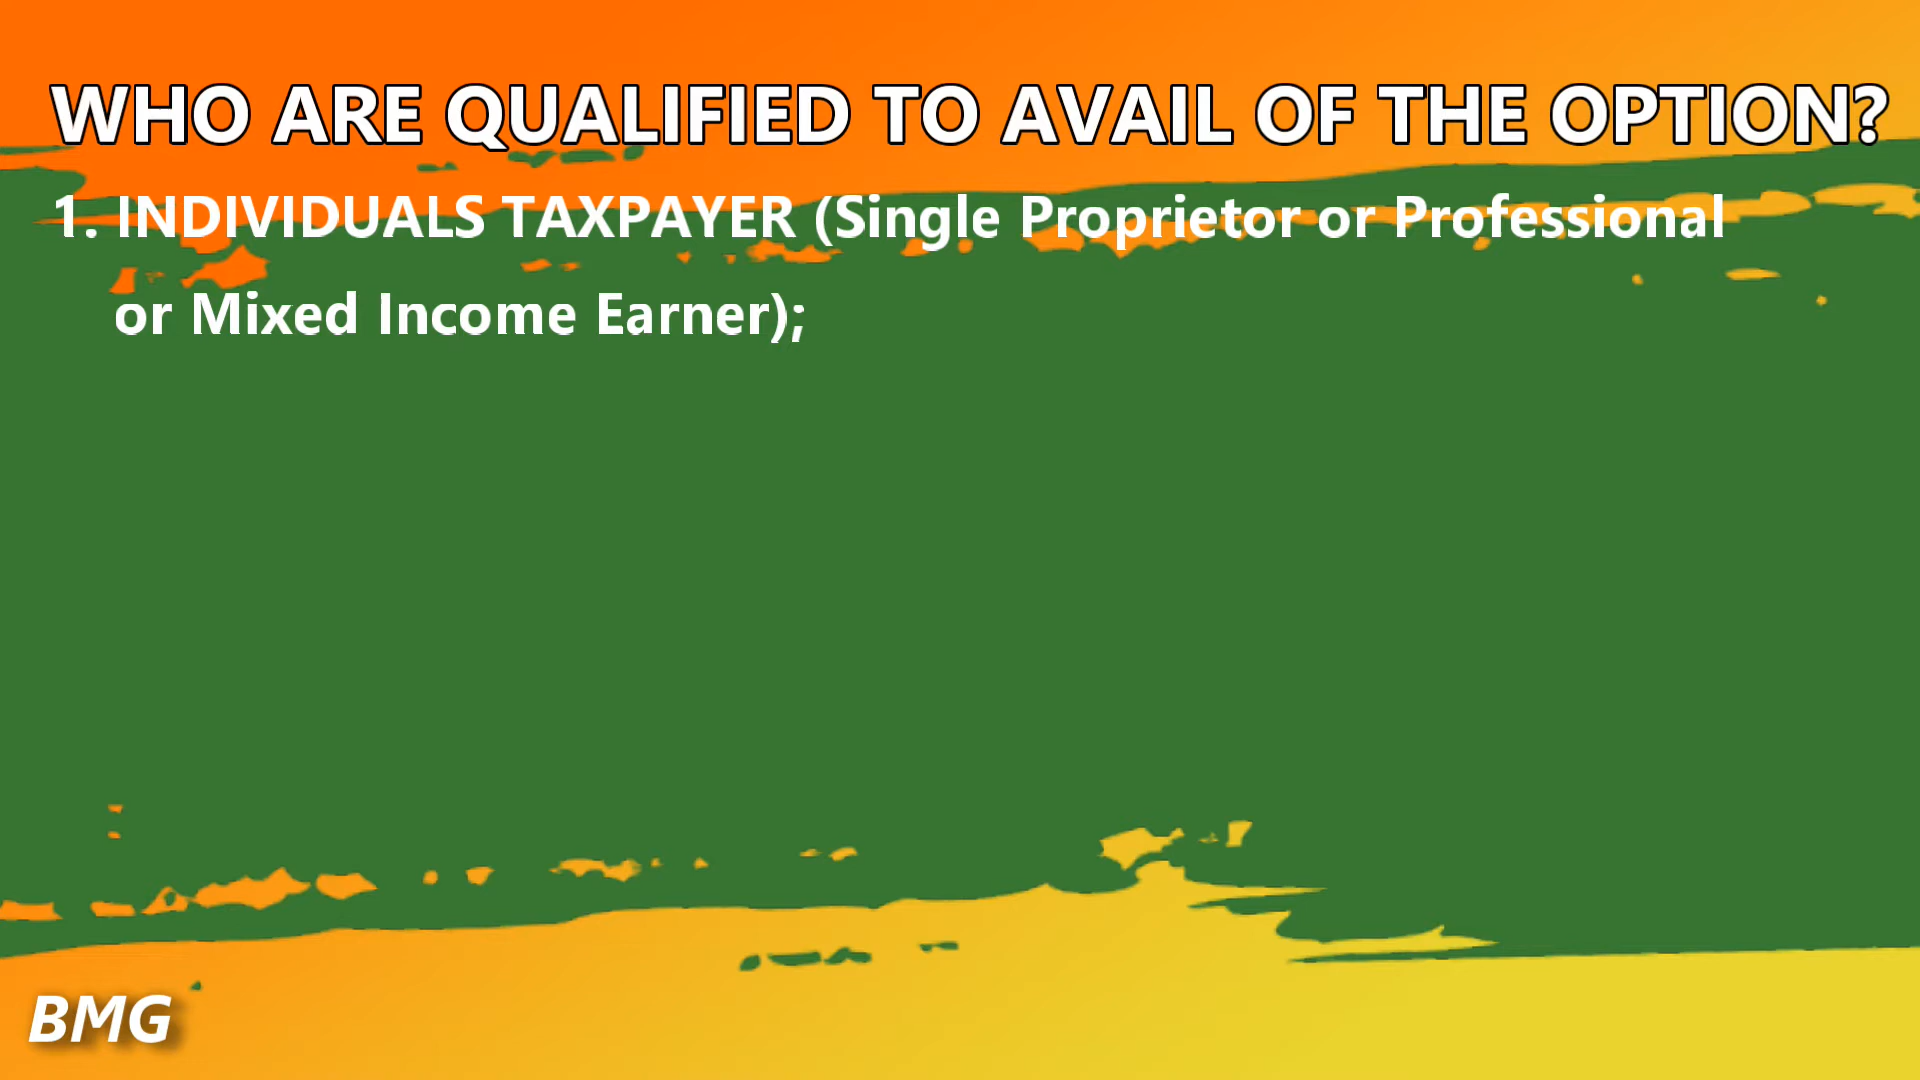 WHO ARE QUALIFIED TO AVAIL OF THE OPTION?
1. INDIVIDUALS TAXPAYER (Single Proprietor or Professional
or Mixed Income Earner);
BMG